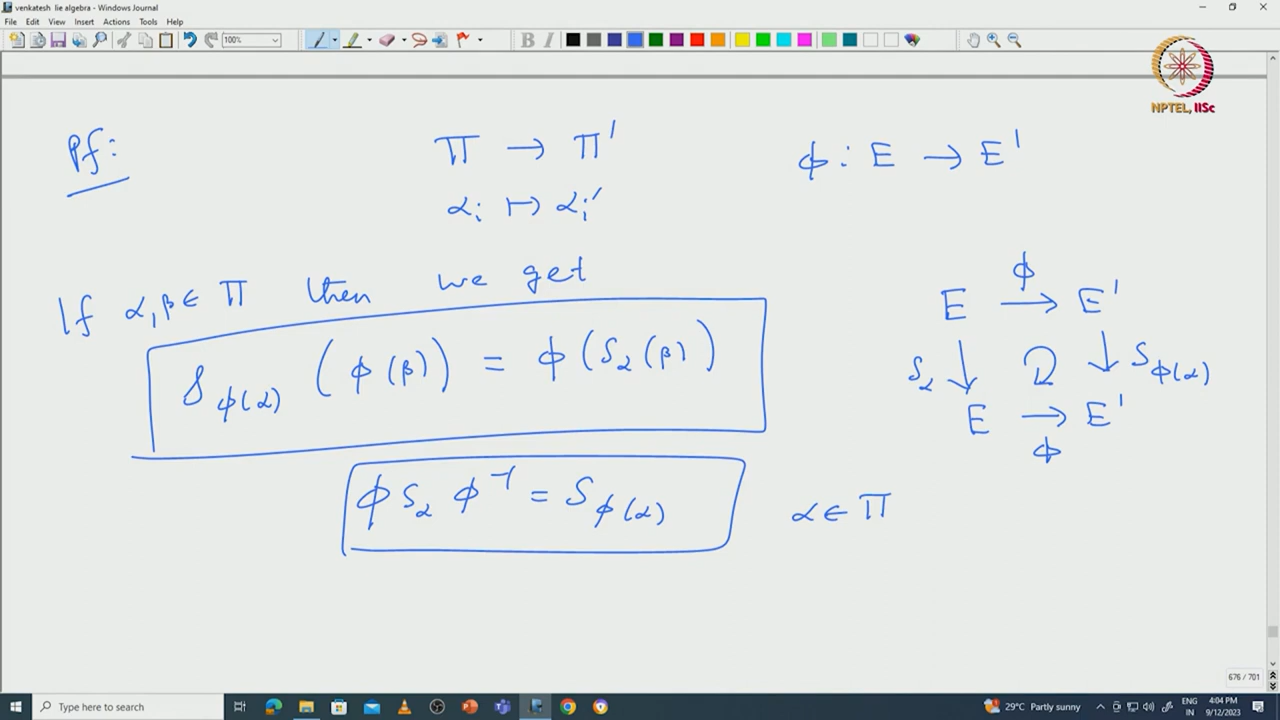 venkatesh lie algebra - Windows Journal
File Edit View Insert Actions Tools Help
100%
B I
NPTEL, IISc
Pf: Π → Π' φ : E → E'
αi ↦ αi'
If α, β ∈ Π then we get
S_φ(α) (φ(β)) = φ(S_α(β))
E →φ E'
S_α ↓ ↓ S_φ(α)
E →φ E'
φ S_α φ⁻¹ = S_φ(α) α ∈ Π
676 / 701
Type here to search
29°C Partly sunny
ENG
IN
4:04 PM
9/12/2023